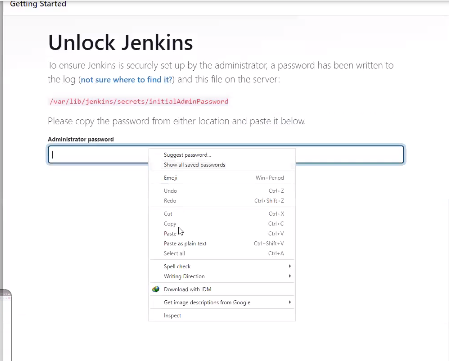 Getting Started
Unlock Jenkins
To ensure Jenkins is securely set up by the administrator, a password has been written to
the log (not sure where to find it?) and this file on the server:
/var/lib/jenkins/secrets/initialAdminPassword
Please copy the password from either location and paste it below.
Administrator password
Suggest password...
Show all saved passwords
Emoji Win+Period
Undo Ctrl+Z
Redo Ctrl+Shift+Z
Cut Ctrl+X
Copy Ctrl+C
Paste Ctrl+V
Paste as plain text Ctrl+Shift+V
Select all Ctrl+A
Spell check
Writing Direction
Download with IDM
Get image descriptions from Google
Inspect